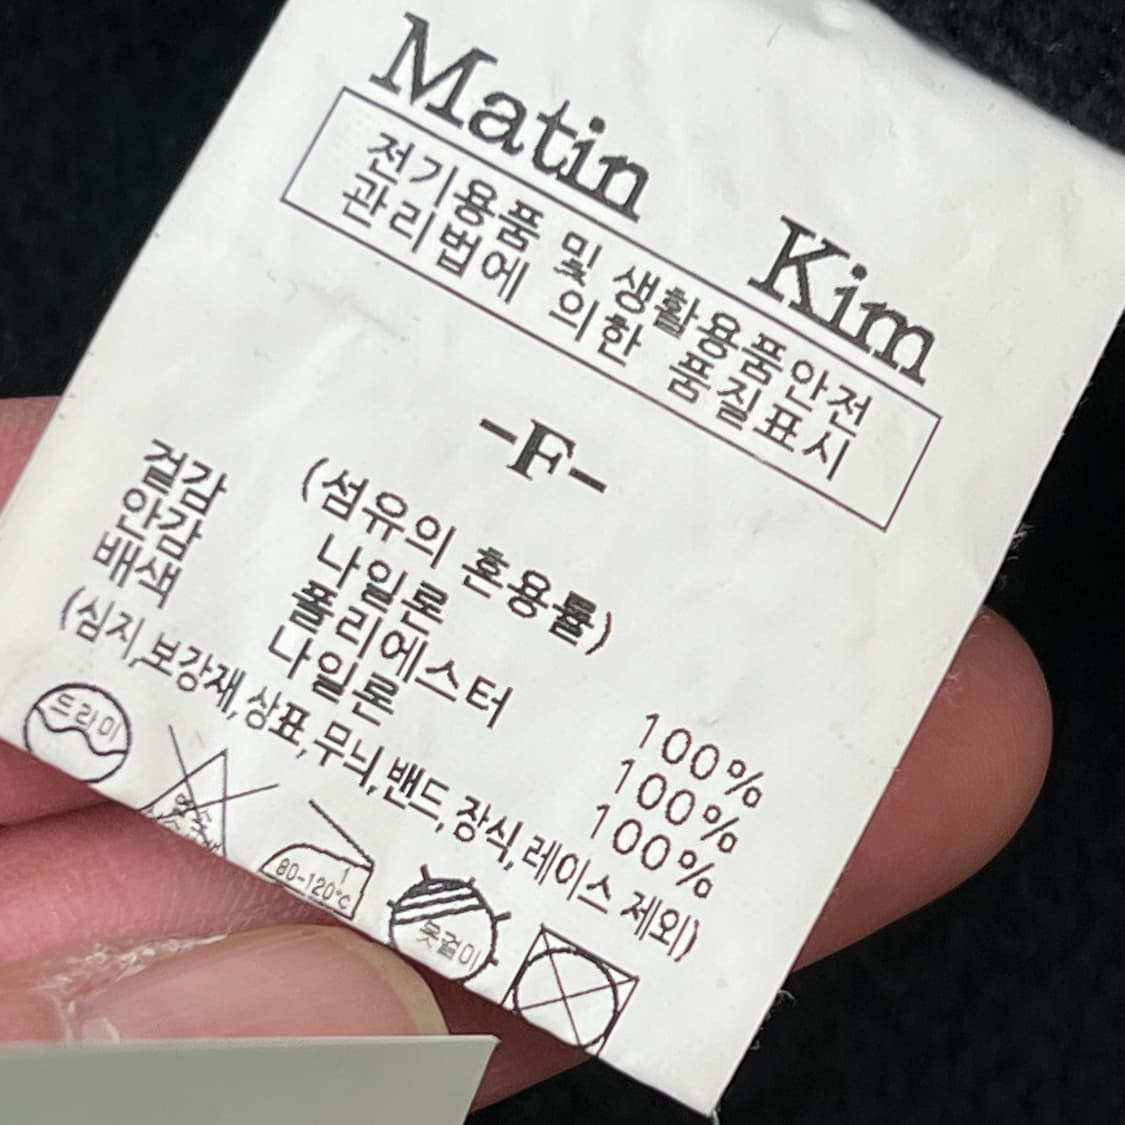 Matin Kim
전기용품 및 생활용품안전
관리법에 의한 품질표시
-F-
(섬유의 혼용률)
겉감 나일론 100%
안감 폴리에스터 100%
배색 나일론 100%
(심지,보강재,상표,무늬,밴드,장식,레이스 제외)
드라이
80-120℃
옷걸이